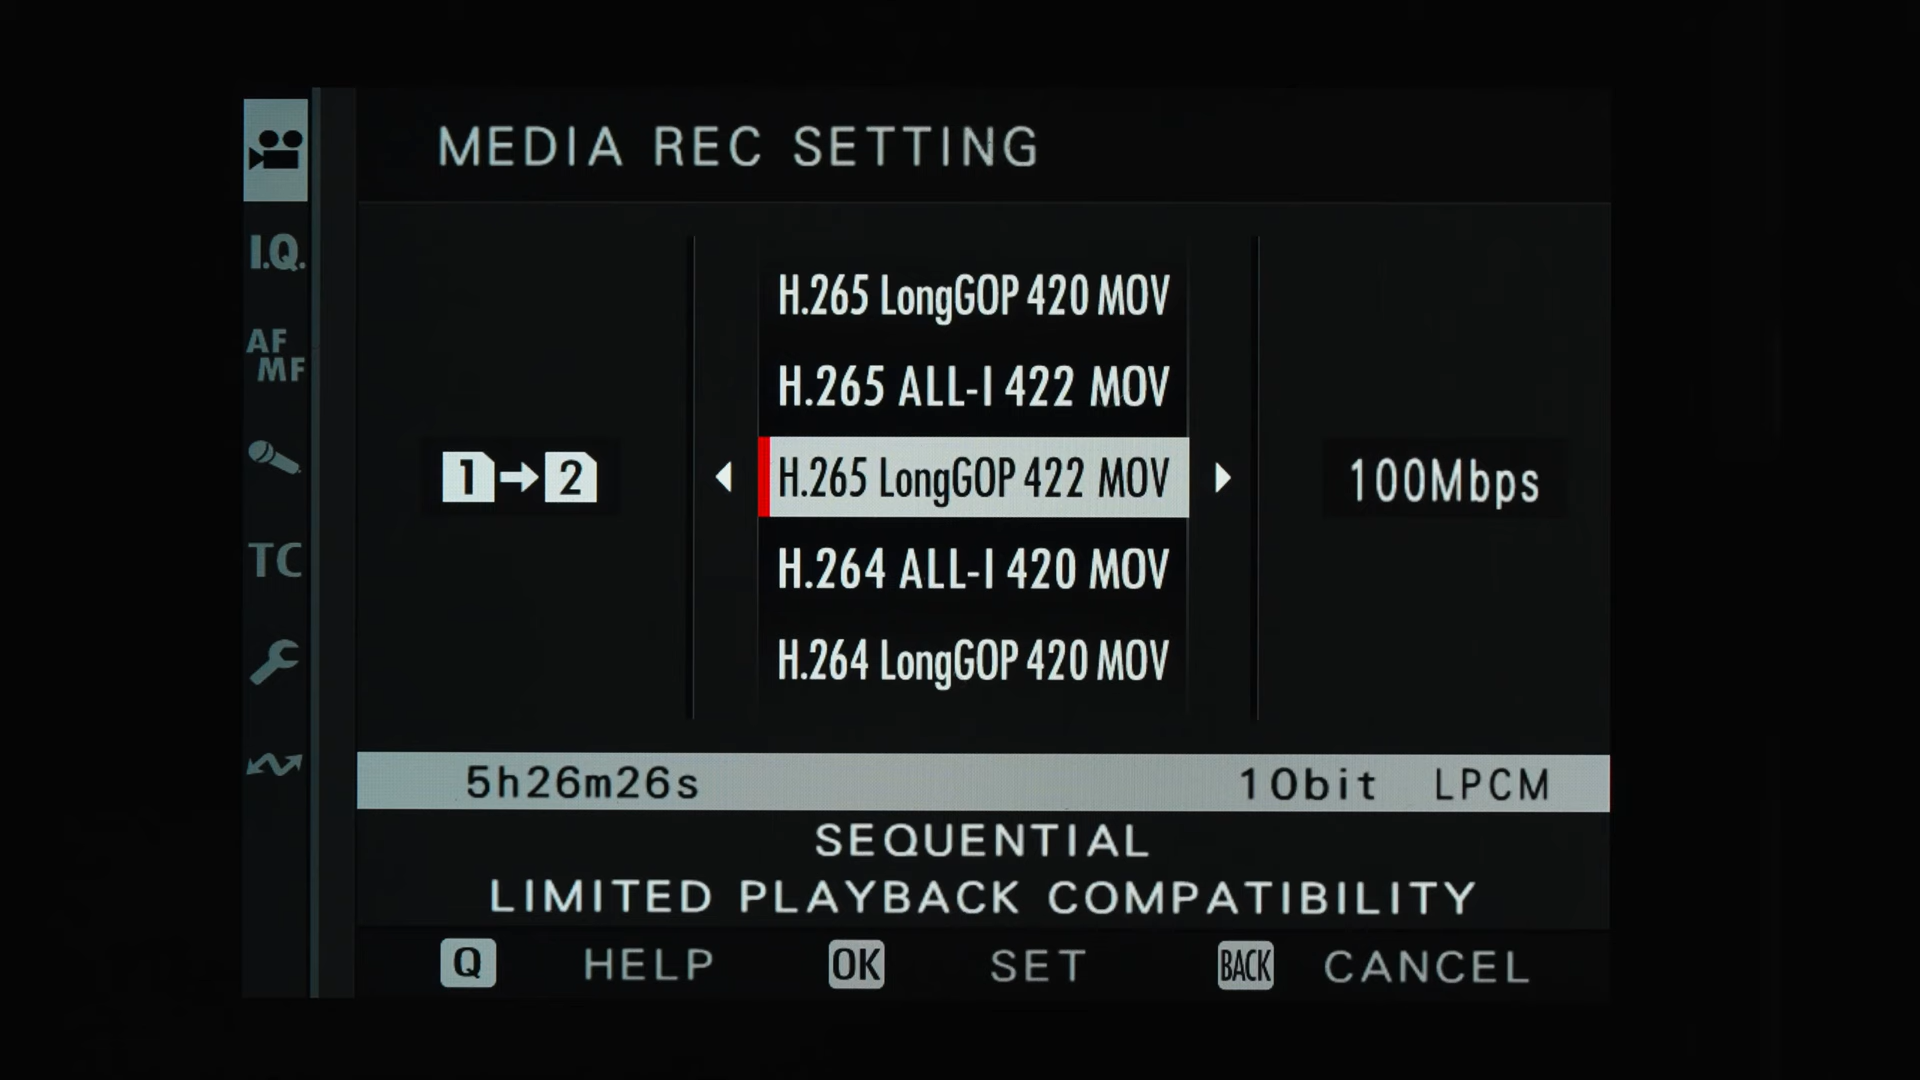 MEDIA REC SETTING
I.Q.
AF
MF
TC
H.265 LongGOP 420 MOV
H.265 ALL-I 422 MOV
1 2
H.265 LongGOP 422 MOV
100Mbps
H.264 ALL-I 420 MOV
H.264 LongGOP 420 MOV
5h26m26s 10bit LPCM
SEQUENTIAL
LIMITED PLAYBACK COMPATIBILITY
Q HELP OK SET BACK CANCEL